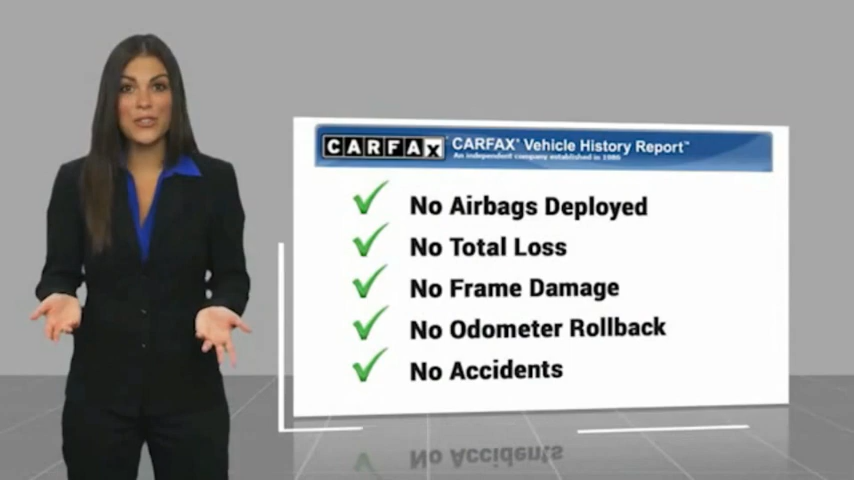 CARFAX CARFAX® Vehicle History Report™
An independent company established in 1986
No Airbags Deployed
No Total Loss
No Frame Damage
No Odometer Rollback
No Accidents
No Accidents